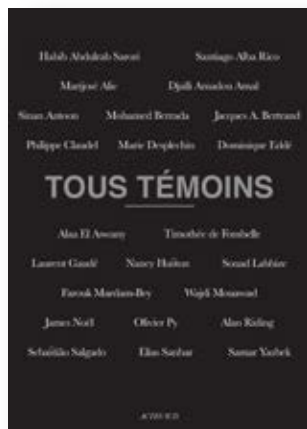 Habib Abdulrab Sarori Santiago Alba Rico
Marijosé Alie Djaïli Amadou Amal
Sinan Antoon Mohamed Berrada Jacques A. Bertrand
Philippe Claudel Marie Desplechin Dominique Eddé
TOUS TÉMOINS
Alaa El Aswany Timothée de Fombelle
Laurent Gaudé Nancy Huston Souad Labbize
Farouk Mardam-Bey Wajdi Mouawad
James Noël Olivier Py Alan Riding
Sebastião Salgado Elias Sanbar Samar Yazbek
ACTES SUD